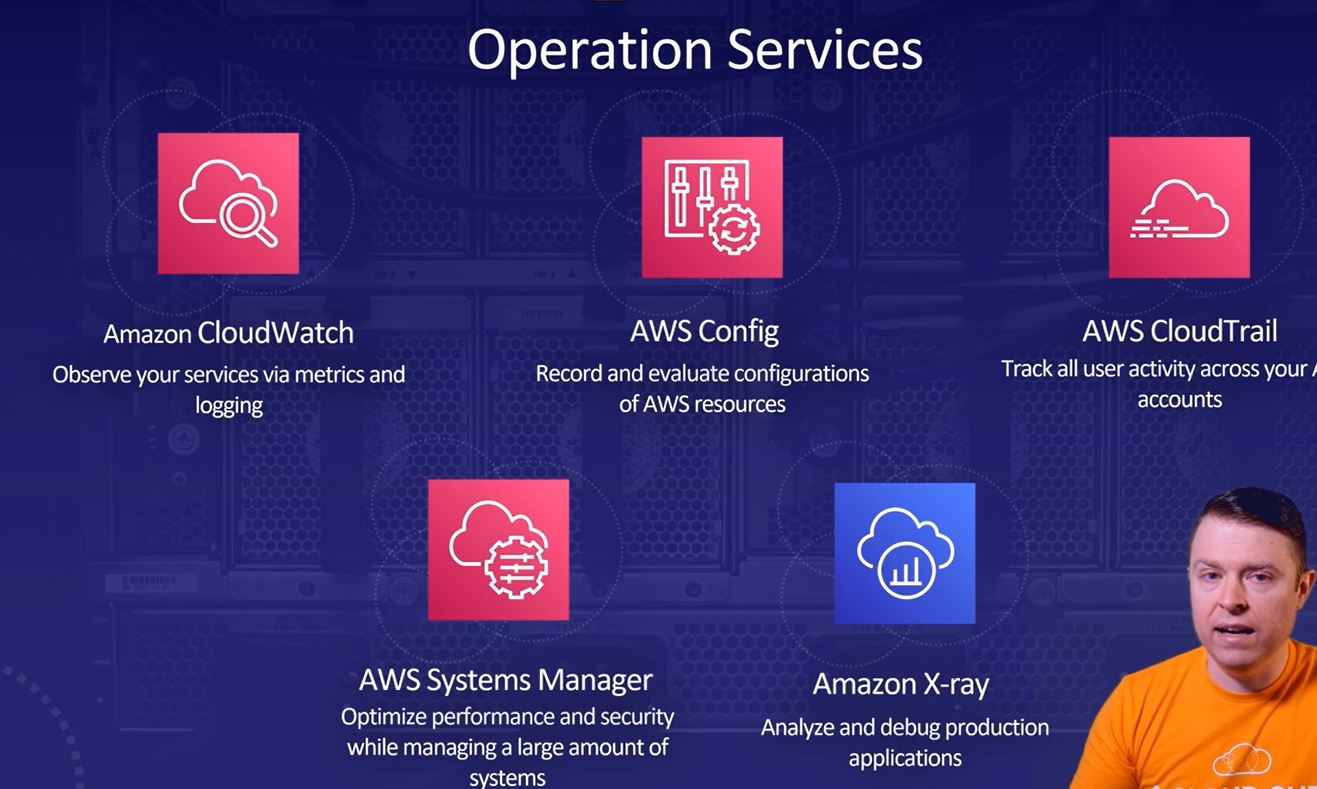 Operation Services
Amazon CloudWatch
Observe your services via metrics and
logging
AWS Config
Record and evaluate configurations
of AWS resources
AWS CloudTrail
Track all user activity across your
accounts
AWS Systems Manager
Optimize performance and security
while managing a large amount of
systems
Amazon X-ray
Analyze and debug production
applications